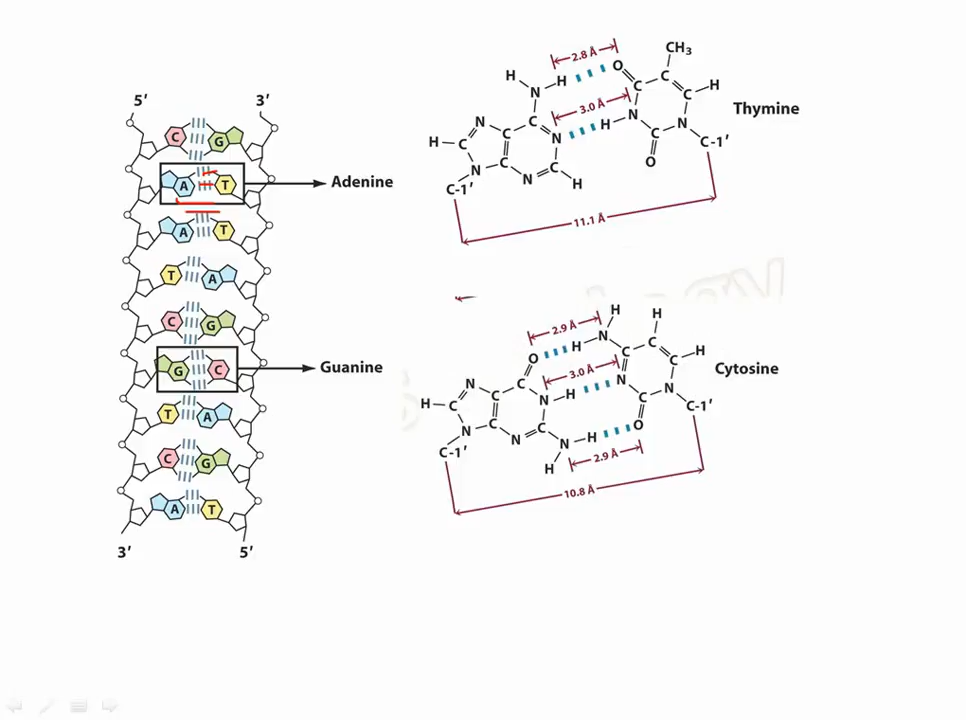 5′ 3′
C G
A T
A T
T A
C G
G C
T A
C G
A T
3′ 5′
Adenine
Guanine
2.8 Å
CH₃
H H O
N C C H
3.0 Å
Thymine
N C N H N C
H C C N C N
N C C O C-1′
C-1′ N H
11.1 Å
H H
2.9 Å
O H N C H
C C C
3.0 Å
Cytosine
N C N H N N
H C C C O C-1′
N N N H
C-1′ H
2.9 Å
10.8 Å